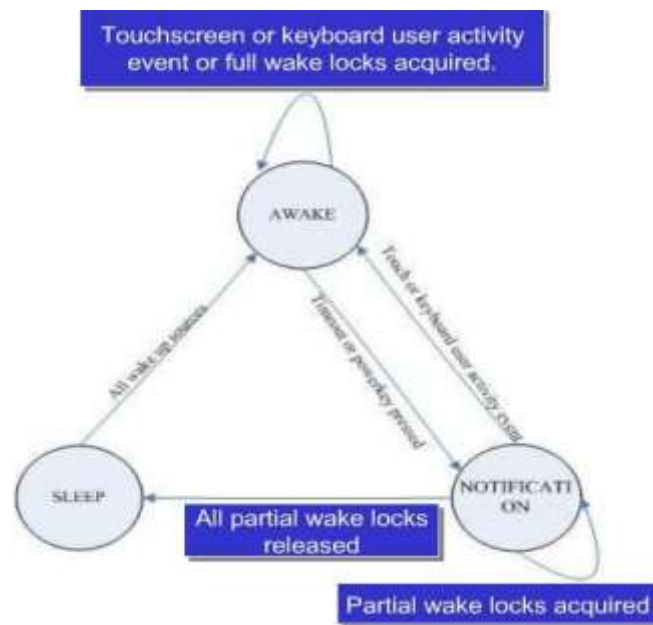 Touchscreen or keyboard user activity
event or full wake locks acquired.
AWAKE
Touch or keyboard user activity event
Timeout or powerkey pressed
All wake up sources
SLEEP
NOTIFICATI
ON
All partial wake locks
released
Partial wake locks acquired